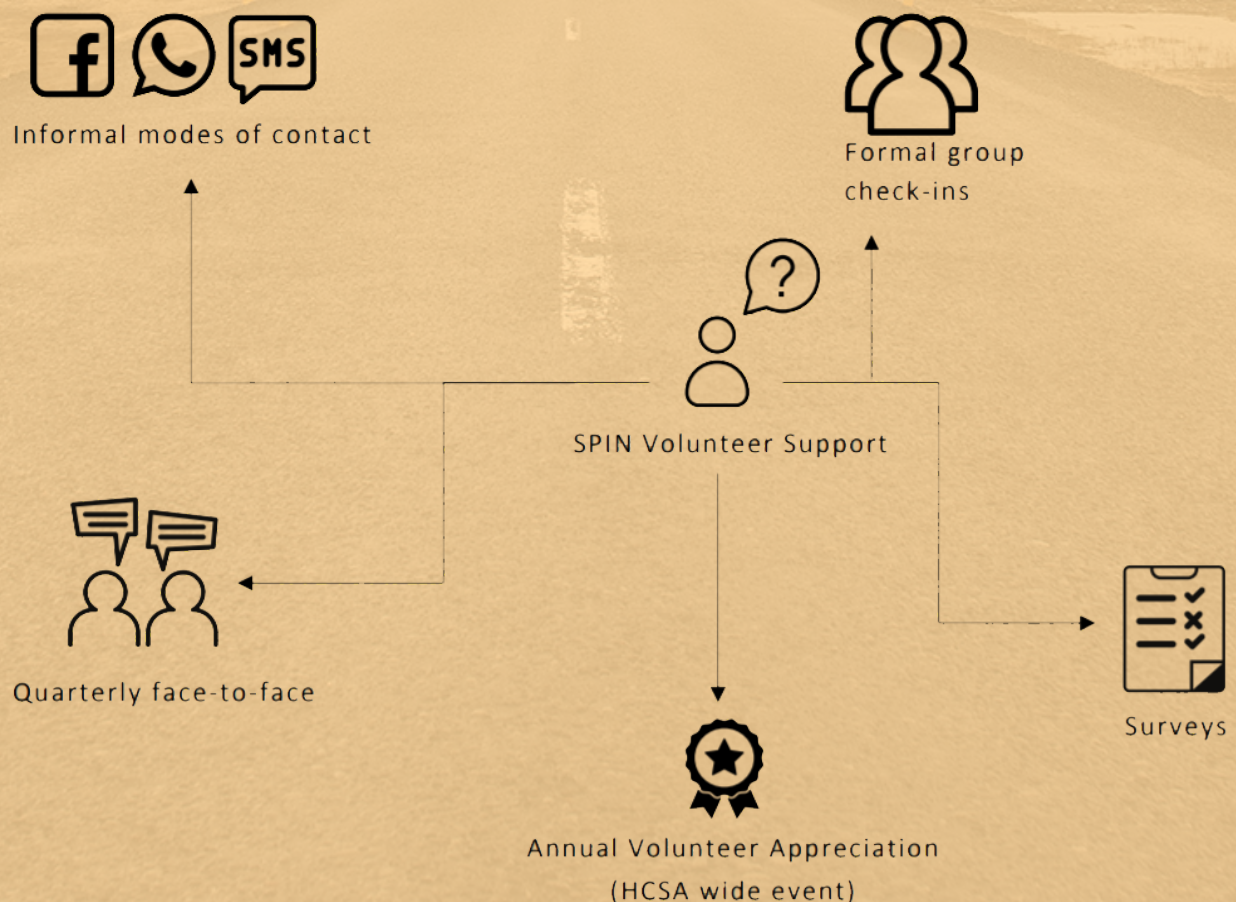 SMS
Informal modes of contact
Formal group
check-ins
?
SPIN Volunteer Support
Quarterly face-to-face
Surveys
Annual Volunteer Appreciation
(HCSA wide event)